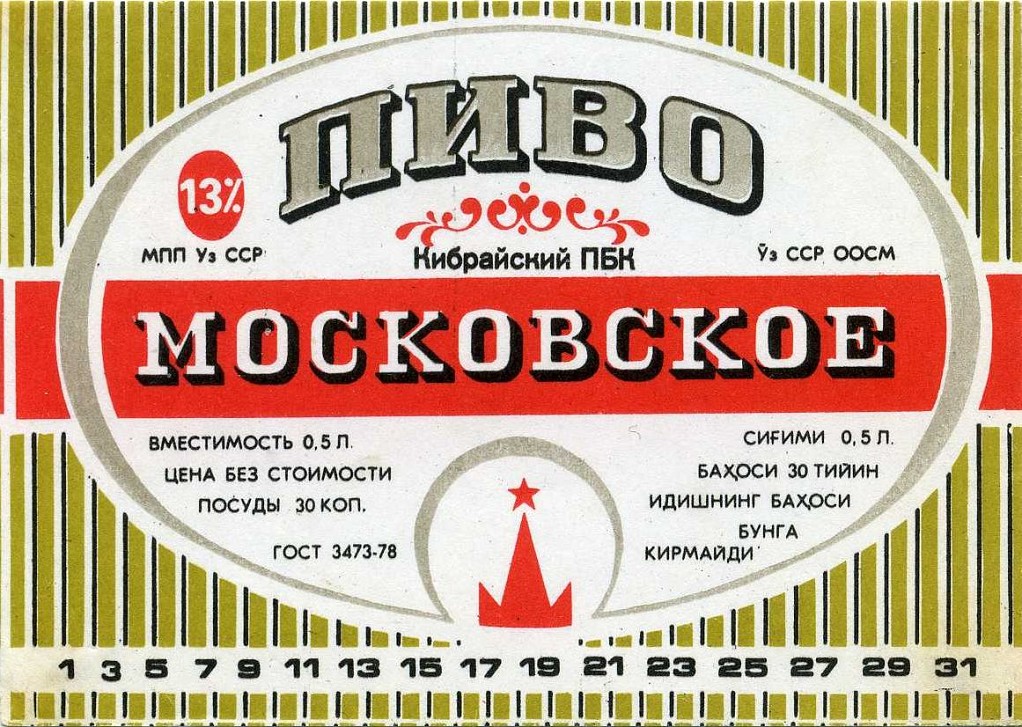 ПИВО
13%
МПП Уз ССР
Кибрайский ПБК
Ўз ССР ООСМ
МОСКОВСКОЕ
ВМЕСТИМОСТЬ 0,5 Л.
ЦЕНА БЕЗ СТОИМОСТИ
ПОСУДЫ 30 КОП.
ГОСТ 3473-78
СИҒИМИ 0,5 Л.
БАҲОСИ 30 ТИЙИН
ИДИШНИНГ БАҲОСИ
БУНГА
КИРМАЙДИ
1 3 5 7 9 11 13 15 17 19 21 23 25 27 29 31